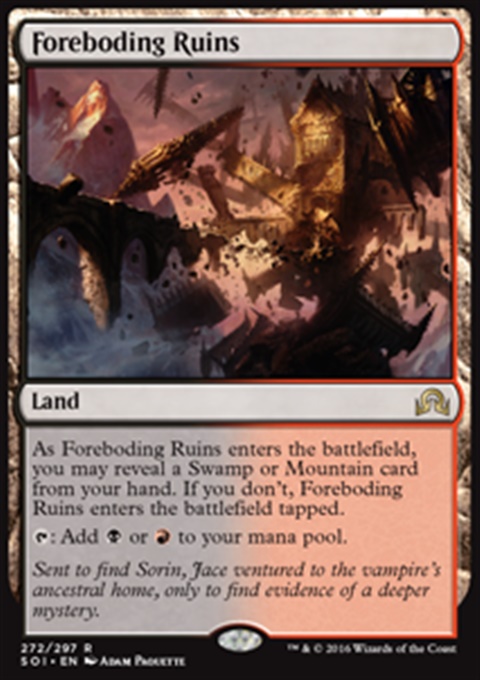 Foreboding Ruins
Land
As Foreboding Ruins enters the battlefield,
you may reveal a Swamp or Mountain card
from your hand. If you don't, Foreboding
Ruins enters the battlefield tapped.
: Add or to your mana pool.
Sent to find Sorin, Jace ventured to the vampire's
ancestral home, only to find evidence of a deeper
mystery.
272/297 R
SOI • EN Adam Paquette
™ & © 2016 Wizards of the Coast